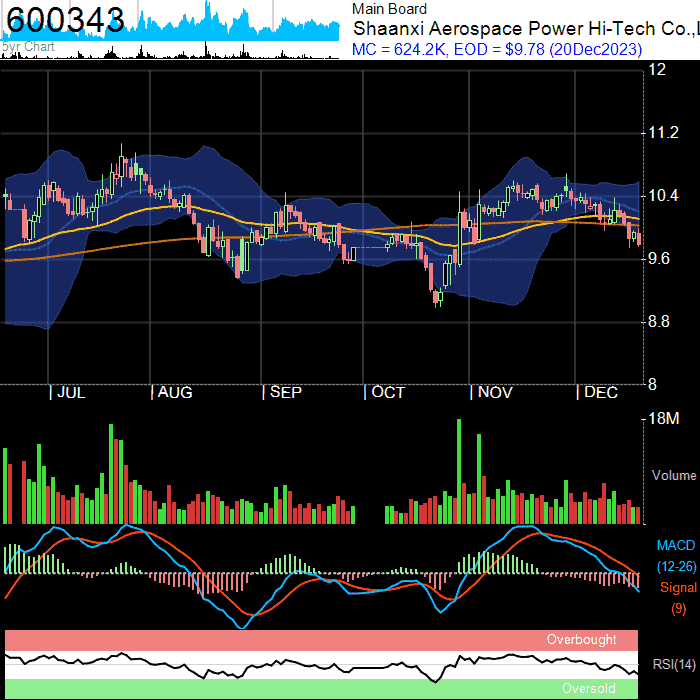 600343
5yr Chart
Main Board
Shaanxi Aerospace Power Hi-Tech Co.,L
MC = 624.2K, EOD = $9.78 (20Dec2023)
12
11.2
10.4
9.6
8.8
8
| JUL | AUG | SEP | OCT | NOV | DEC
18M
Volume
MACD
(12-26)
Signal
(9)
Overbought
RSI(14)
Oversold